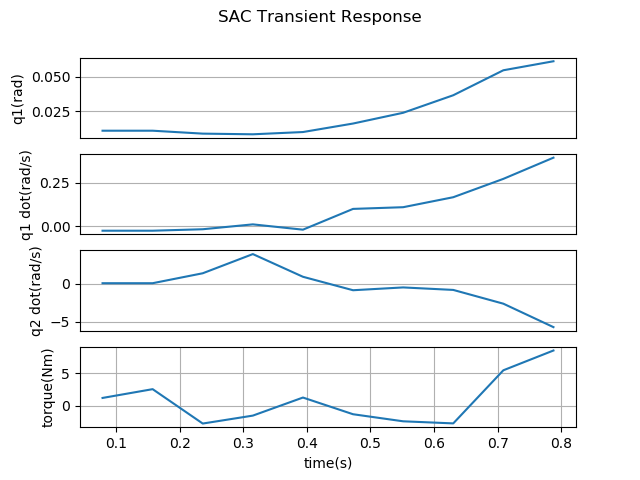 SAC Transient Response
q1(rad)
0.050
0.025
q1 dot(rad/s)
0.25
0.00
q2 dot(rad/s)
0
−5
torque(Nm)
5
0
0.1 0.2 0.3 0.4 0.5 0.6 0.7 0.8
time(s)